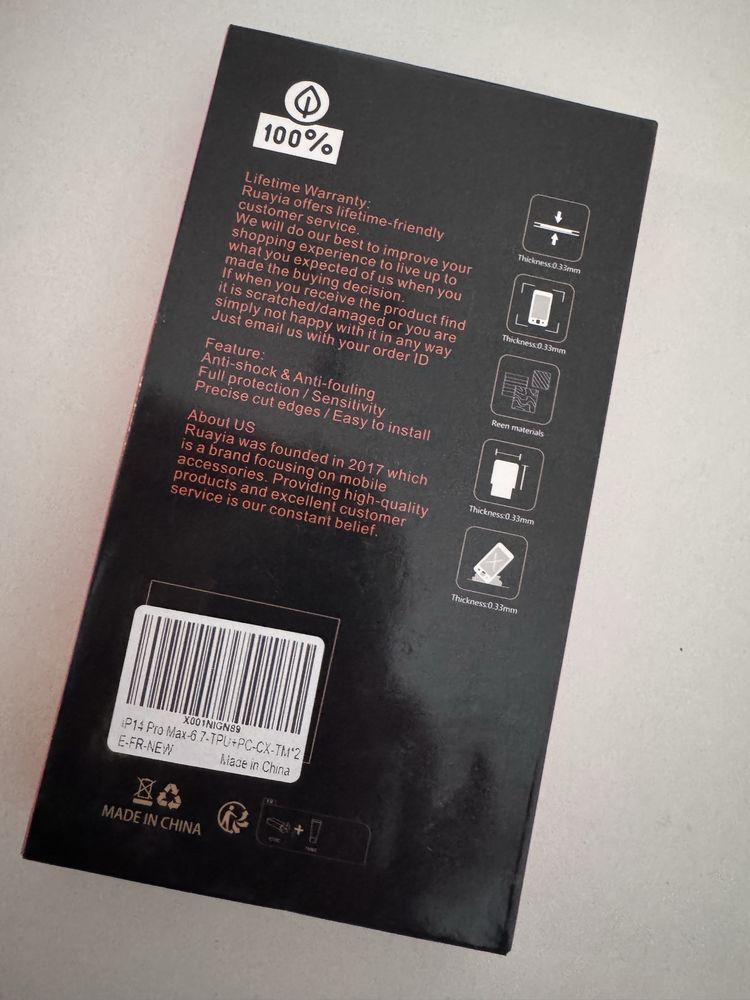 100%
Lifetime Warranty:
Ruayia offers lifetime-friendly
customer service.
We will do our best to improve your
shopping experience to live up to
what you expected of us when you
made the buying decision.
If when you receive the product find
it is scratched/damaged or you are
simply not happy with it in any way
Just email us with your order ID
Feature:
Anti-shock & Anti-fouling
Full protection / Sensitivity
Precise cut edges / Easy to install
About US
Ruayia was founded in 2017 which
is a brand focusing on mobile
accessories. Providing high-quality
products and excellent customer
service is our constant belief.
Thickness:0.33mm
Thickness:0.33mm
Reen materials
Thickness:0.33mm
Thickness:0.33mm
X001NIGN99
iP14 Pro Max-6.7-TPU+PC-CX-TM*2
E-FR-NEW
Made in China
MADE IN CHINA
+